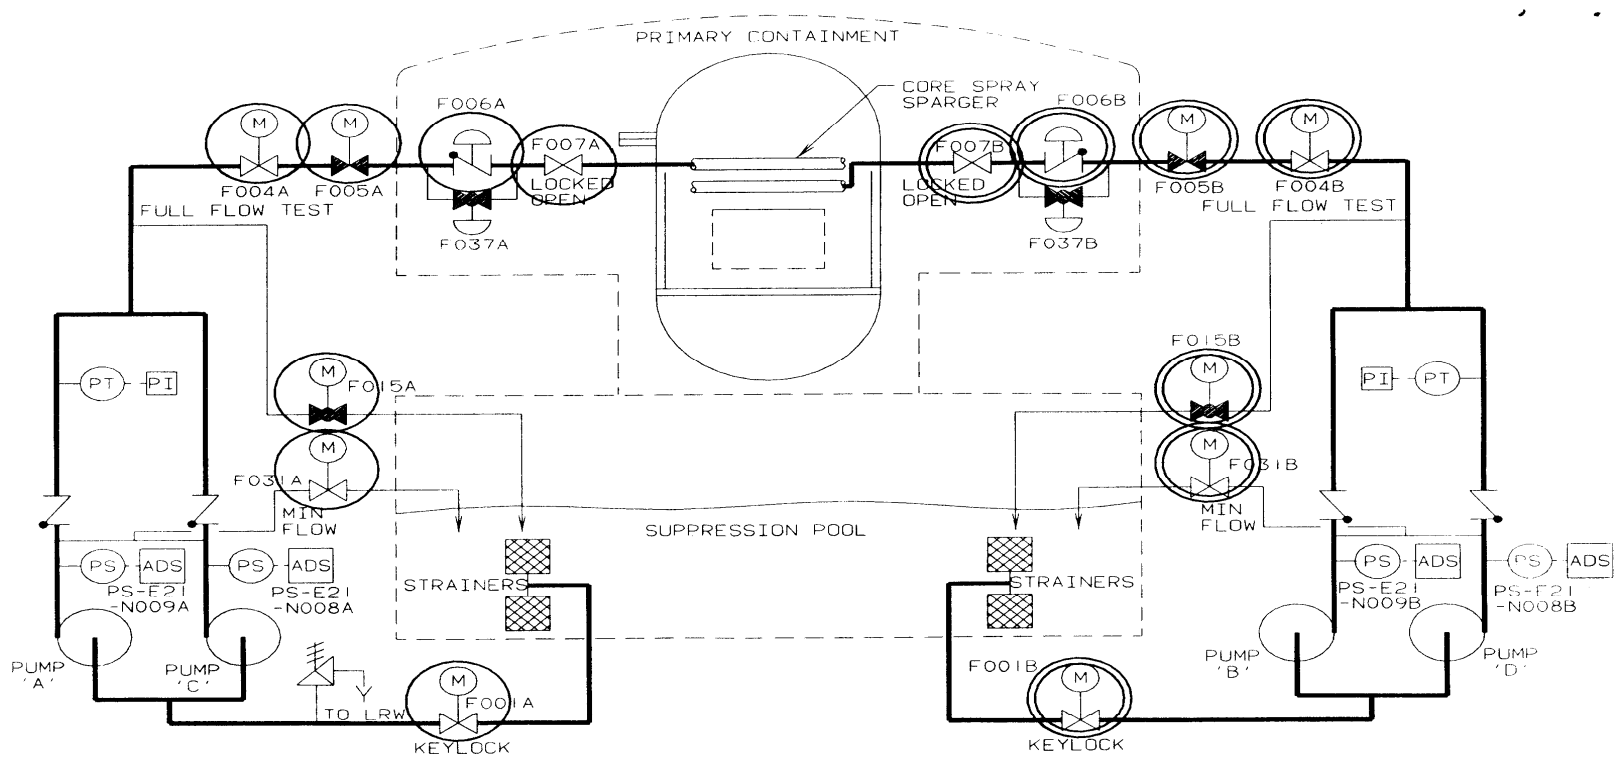 PRIMARY CONTAINMENT
CORE SPRAY
SPARGER
F006A
F006B
M
M
M
M
F007A
F007B
F004A
F005A
LOCKED
OPEN
LOCKED
OPEN
F005B
F004B
FULL FLOW TEST
FULL FLOW TEST
F037A
F037B
F015B
PT
PI
M
F015A
M
PI
PT
M
F031A
M
F031B
MIN
FLOW
MIN
FLOW
SUPPRESSION POOL
PS
ADS
PS
ADS
PS
ADS
PS
ADS
STRAINERS
STRAINERS
PS-E21
-N009A
PS-E21
-N008A
PS-E21
-N009B
PS-E21
-N008B
PUMP
'A'
PUMP
'C'
PUMP
'B'
PUMP
'D'
F001B
M
F001A
M
TO LRW
KEYLOCK
KEYLOCK